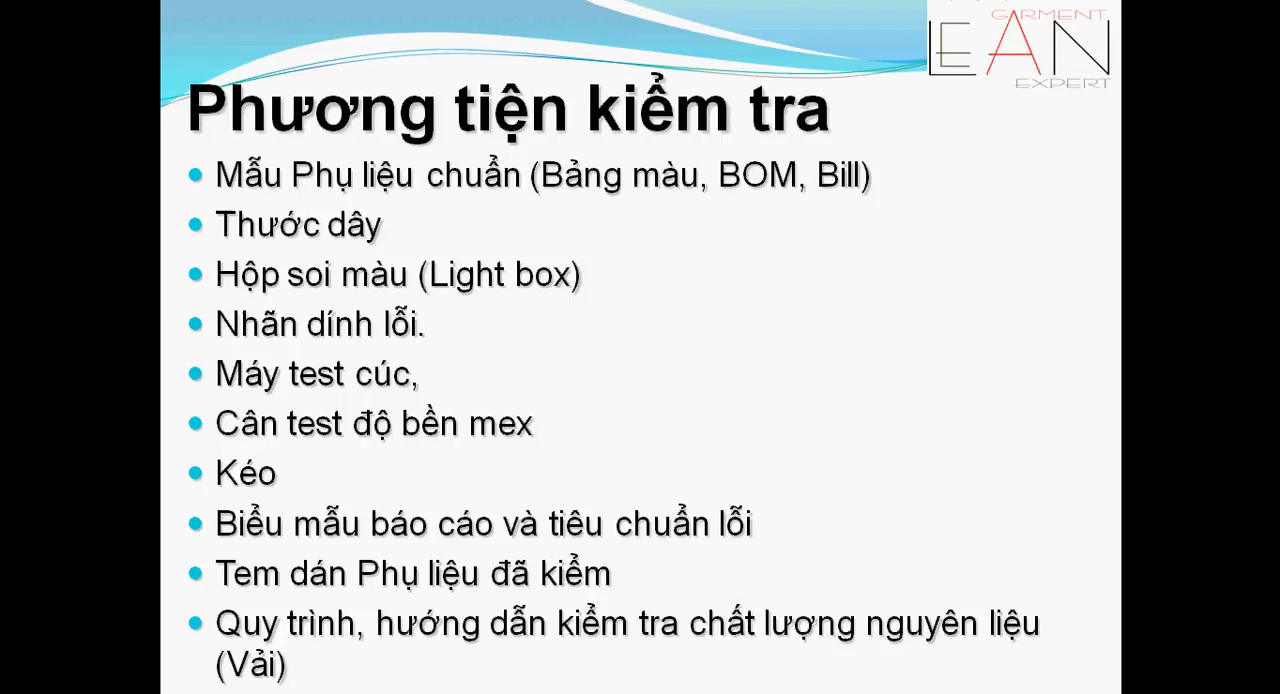 GARMENT
LEAN
EXPERT
Phương tiện kiểm tra
• Mẫu Phụ liệu chuẩn (Bảng màu, BOM, Bill)
• Thước dây
• Hộp soi màu (Light box)
• Nhãn dính lỗi.
• Máy test cúc,
• Cân test độ bền mex
• Kéo
• Biểu mẫu báo cáo và tiêu chuẩn lỗi
• Tem dán Phụ liệu đã kiểm
• Quy trình, hướng dẫn kiểm tra chất lượng nguyên liệu
(Vải)